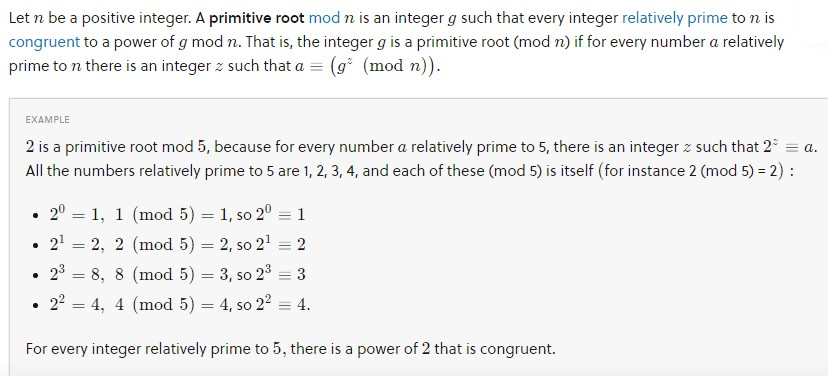 Let n be a positive integer. A primitive root mod n is an integer g such that every integer relatively prime to n is
congruent to a power of g mod n. That is, the integer g is a primitive root (mod n) if for every number a relatively
prime to n there is an integer z such that a ≡ (g^z (mod n)).
EXAMPLE
2 is a primitive root mod 5, because for every number a relatively prime to 5, there is an integer z such that 2^z ≡ a.
All the numbers relatively prime to 5 are 1, 2, 3, 4, and each of these (mod 5) is itself (for instance 2 (mod 5) = 2) :
• 2^0 = 1, 1 (mod 5) = 1, so 2^0 ≡ 1
• 2^1 = 2, 2 (mod 5) = 2, so 2^1 ≡ 2
• 2^3 = 8, 8 (mod 5) = 3, so 2^3 ≡ 3
• 2^2 = 4, 4 (mod 5) = 4, so 2^2 ≡ 4.
For every integer relatively prime to 5, there is a power of 2 that is congruent.